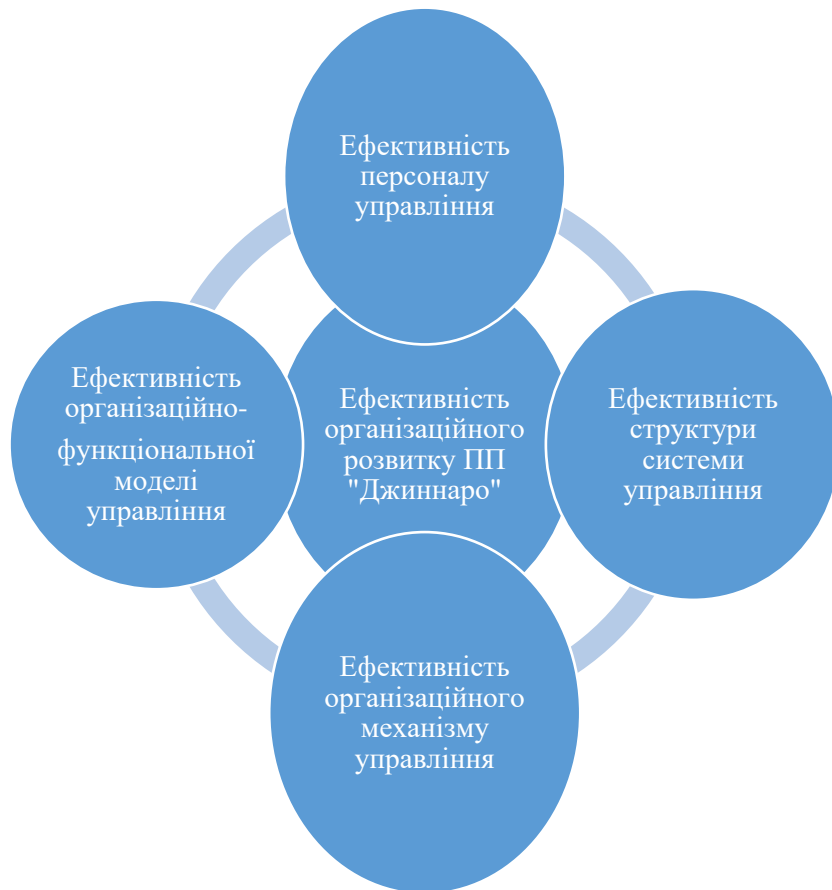 Ефективність
персоналу
управління
Ефективність
організаційно-
функціональної
моделі
управління
Ефективність
організаційного
розвитку ПП
"Джиннаро"
Ефективність
структури
системи
управління
Ефективність
організаційного
механізму
управління